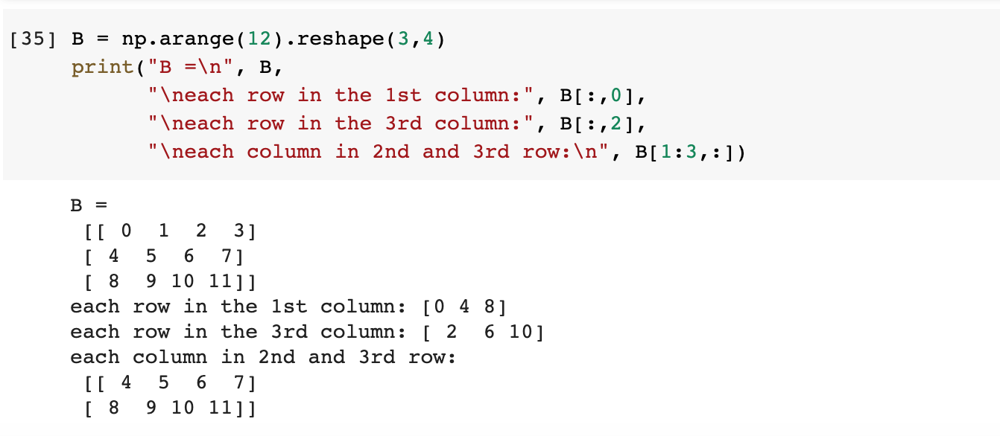 [35] B = np.arange(12).reshape(3,4)
print("B =\n", B,
"\neach row in the 1st column:", B[:,0],
"\neach row in the 3rd column:", B[:,2],
"\neach column in 2nd and 3rd row:\n", B[1:3,:])
B =
[[ 0  1  2  3]
[ 4  5  6  7]
[ 8  9 10 11]]
each row in the 1st column: [0 4 8]
each row in the 3rd column: [ 2  6 10]
each column in 2nd and 3rd row:
[[ 4  5  6  7]
[ 8  9 10 11]]